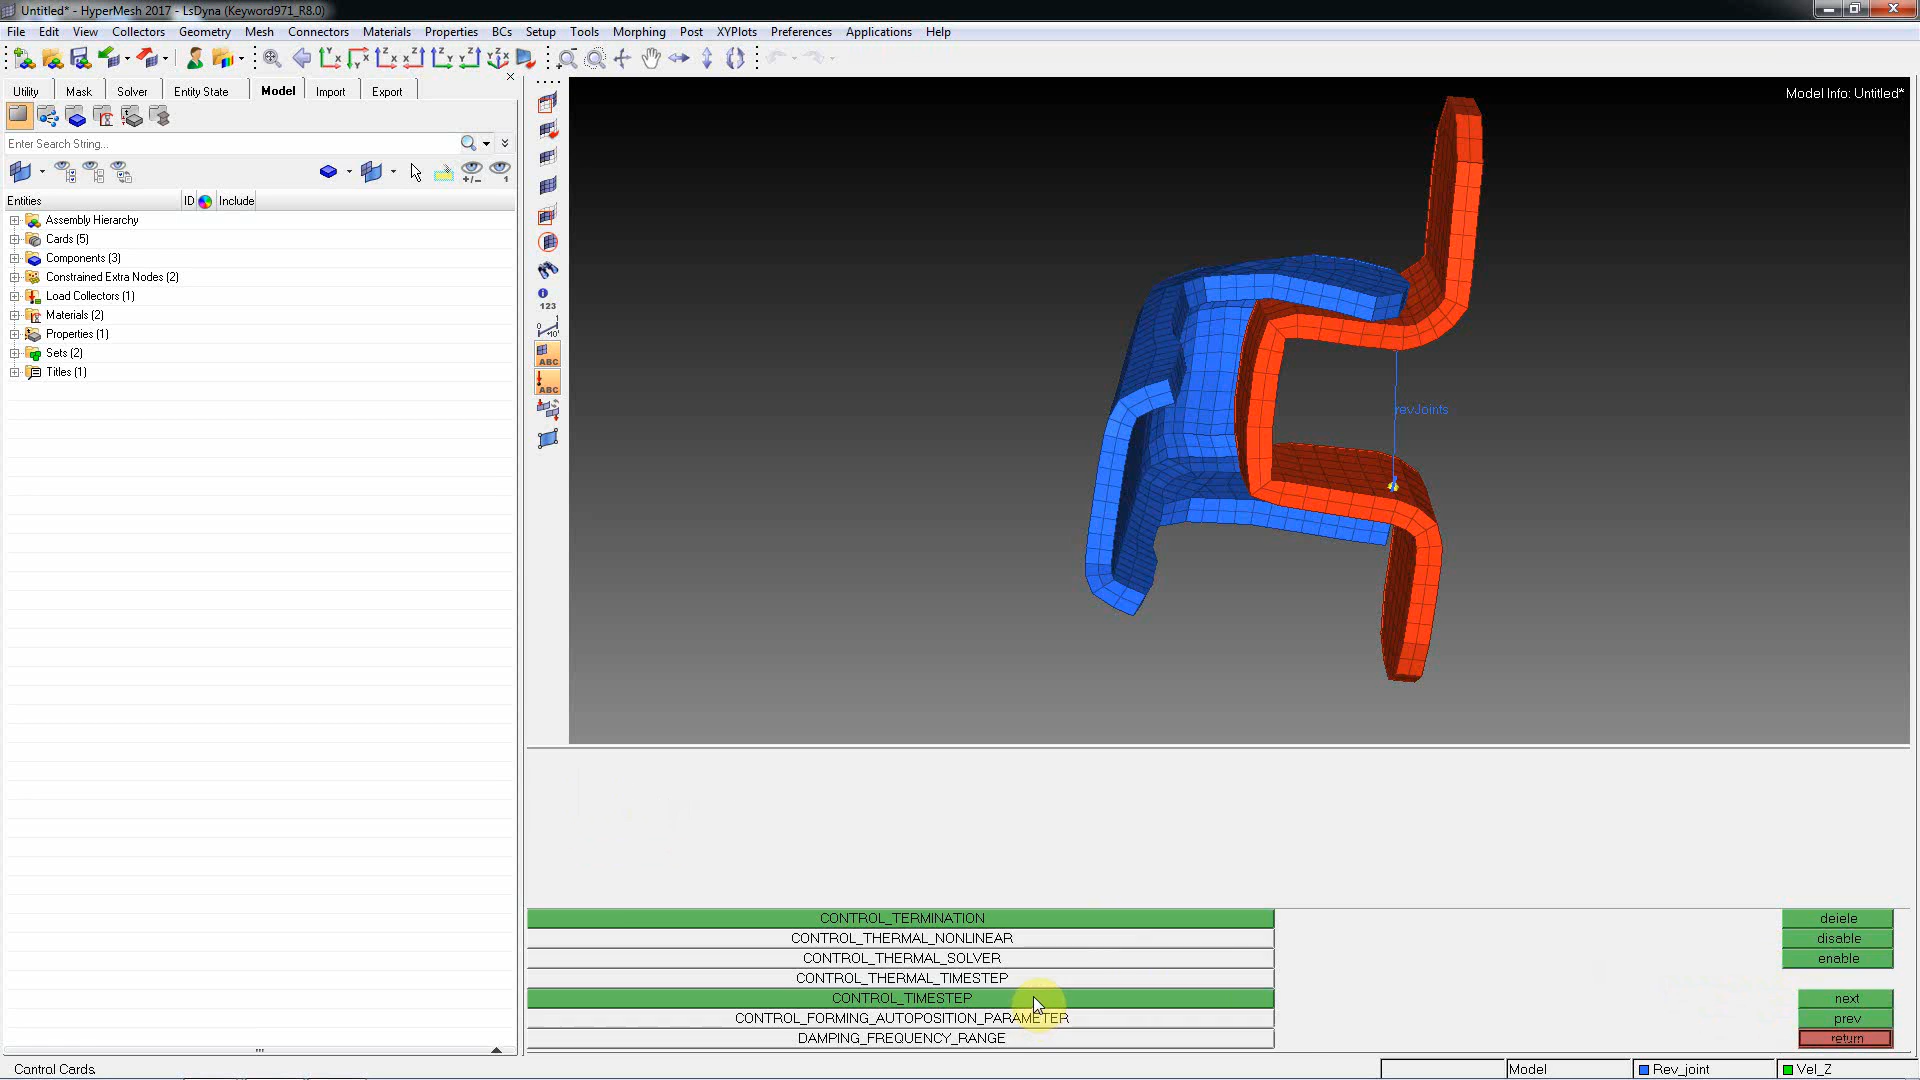 Untitled* - HyperMesh 2017 - LsDyna (Keyword971_R8.0)
File Edit View Collectors Geometry Mesh Connectors Materials Properties BCs Setup Tools Morphing Post XYPlots Preferences Applications Help
Utility Mask Solver Entity State Model Import Export
Enter Search String...
Entities ID Include
Assembly Hierarchy
Cards (5)
Components (3)
Constrained Extra Nodes (2)
Load Collectors (1)
Materials (2)
Properties (1)
Sets (2)
Titles (1)
123
ABC
ABC
Model Info: Untitled*
revJoints
CONTROL_TERMINATION
CONTROL_THERMAL_NONLINEAR
CONTROL_THERMAL_SOLVER
CONTROL_THERMAL_TIMESTEP
CONTROL_TIMESTEP
CONTROL_FORMING_AUTOPOSITION_PARAMETER
DAMPING_FREQUENCY_RANGE
delete
disable
enable
next
prev
return
Control Cards
Model Rev_joint Vel_Z